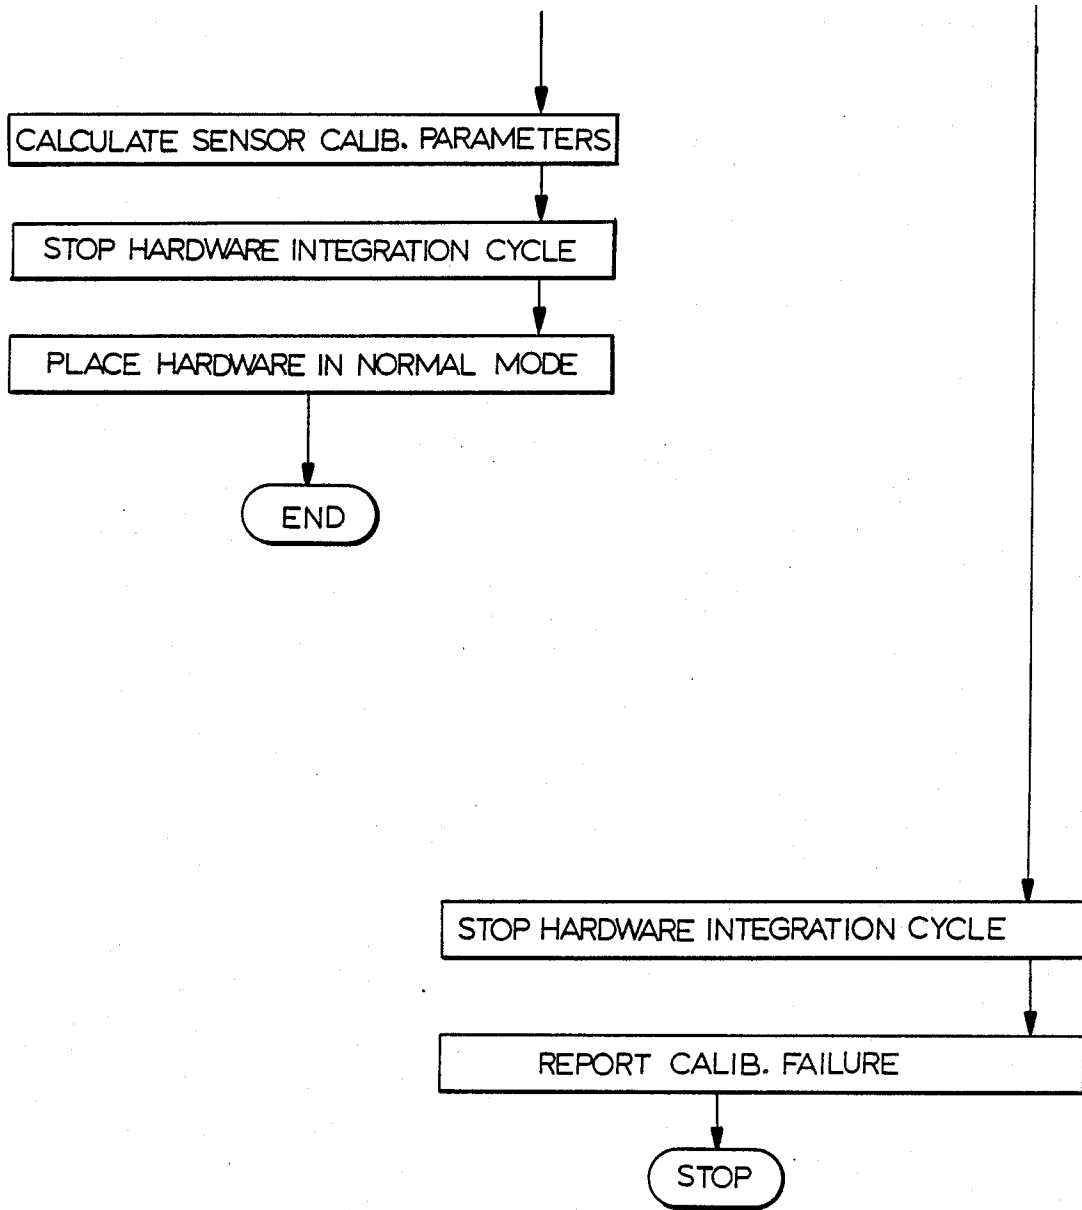 CALCULATE SENSOR CALIB. PARAMETERS
STOP HARDWARE INTEGRATION CYCLE
PLACE HARDWARE IN NORMAL MODE
END
STOP HARDWARE INTEGRATION CYCLE
REPORT CALIB. FAILURE
STOP